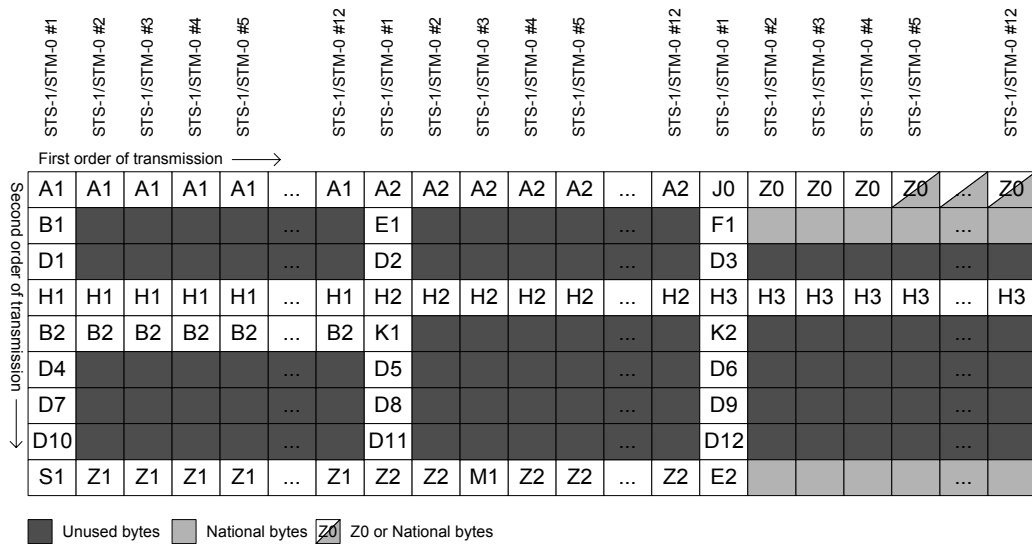 STS-1/STM-0 #1 STS-1/STM-0 #2 STS-1/STM-0 #3 STS-1/STM-0 #4 STS-1/STM-0 #5 STS-1/STM-0 #12 STS-1/STM-0 #1 STS-1/STM-0 #2 STS-1/STM-0 #3 STS-1/STM-0 #4 STS-1/STM-0 #5 STS-1/STM-0 #12 STS-1/STM-0 #1 STS-1/STM-0 #2 STS-1/STM-0 #3 STS-1/STM-0 #4 STS-1/STM-0 #5 STS-1/STM-0 #12
First order of transmission
Second order of transmission
A1 A1 A1 A1 A1 ... A1 A2 A2 A2 A2 A2 ... A2 J0 Z0 Z0 Z0 Z0 ... Z0
B1 ... E1 ... F1 ...
D1 ... D2 ... D3 ...
H1 H1 H1 H1 H1 ... H1 H2 H2 H2 H2 H2 ... H2 H3 H3 H3 H3 H3 ... H3
B2 B2 B2 B2 B2 ... B2 K1 ... K2 ...
D4 ... D5 ... D6 ...
D7 ... D8 ... D9 ...
D10 ... D11 ... D12 ...
S1 Z1 Z1 Z1 Z1 ... Z1 Z2 Z2 M1 Z2 Z2 ... Z2 E2 ...
Unused bytes National bytes Z0 Z0 or National bytes